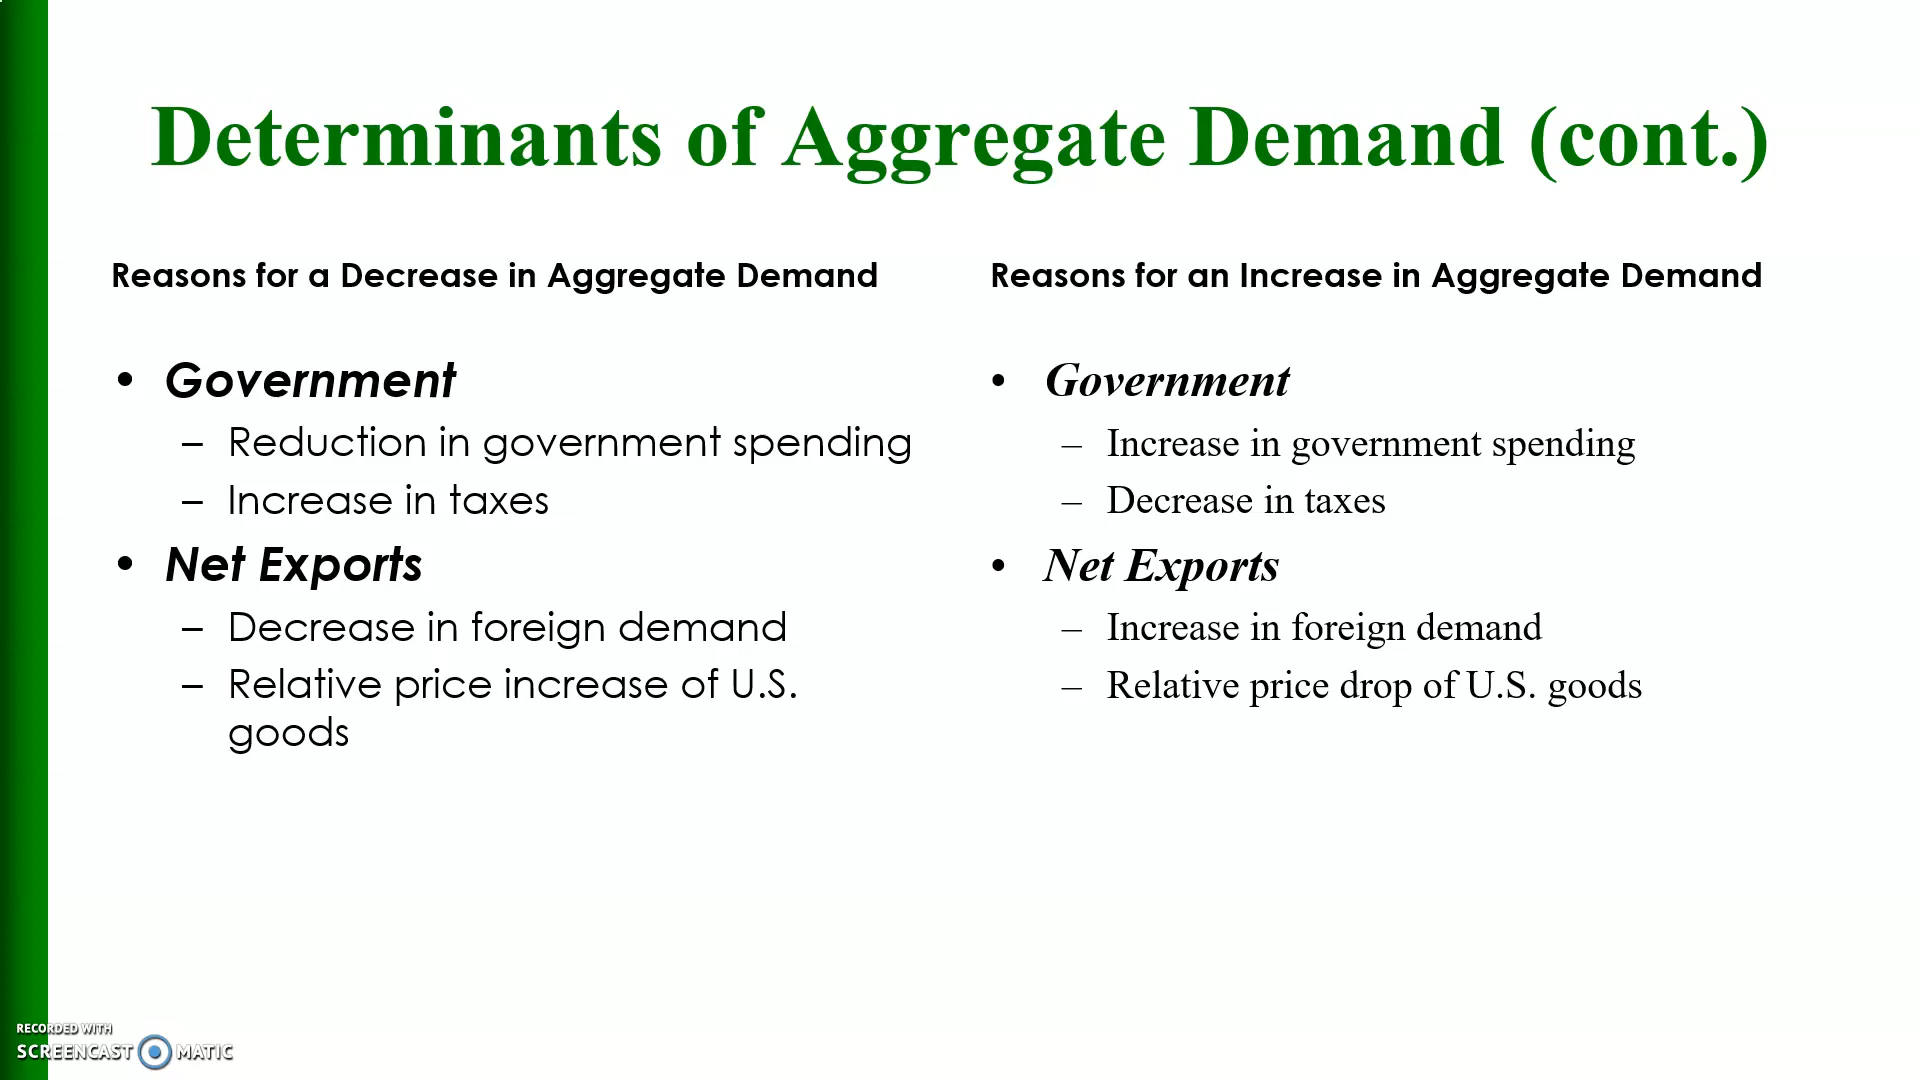 Determinants of Aggregate Demand (cont.)
Reasons for a Decrease in Aggregate Demand
• Government
– Reduction in government spending
– Increase in taxes
• Net Exports
– Decrease in foreign demand
– Relative price increase of U.S.
goods
Reasons for an Increase in Aggregate Demand
• Government
– Increase in government spending
– Decrease in taxes
• Net Exports
– Increase in foreign demand
– Relative price drop of U.S. goods
RECORDED WITH
SCREENCAST MATIC